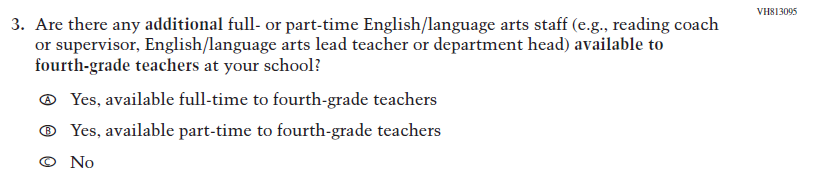 VH813095
3. Are there any additional full- or part-time English/language arts staff (e.g., reading coach
or supervisor, English/language arts lead teacher or department head) available to
fourth-grade teachers at your school?
A Yes, available full-time to fourth-grade teachers
B Yes, available part-time to fourth-grade teachers
C No